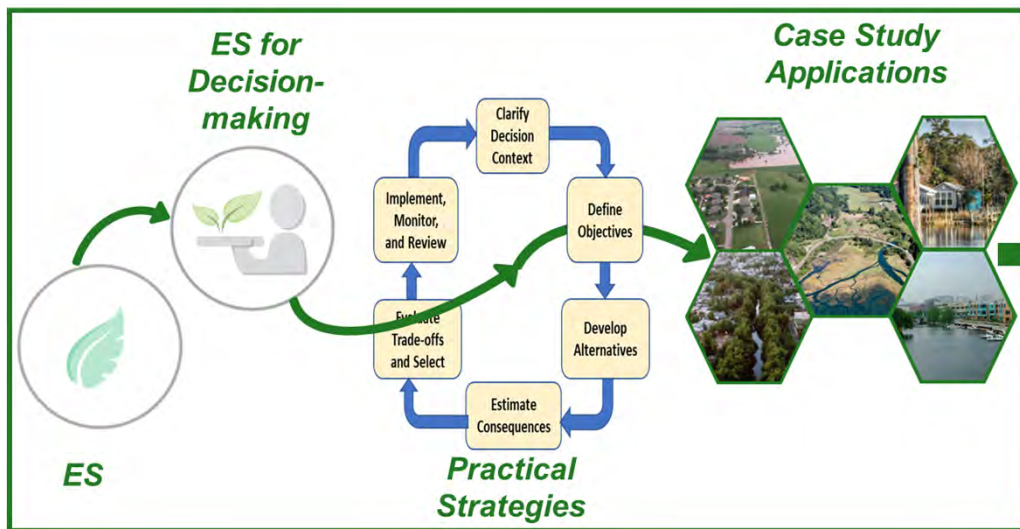 ES for
Decision-
making
Case Study
Applications
Clarify
Decision
Context
Implement,
Monitor,
and Review
Define
Objectives
Evaluate
Trade-offs
and Select
Develop
Alternatives
Estimate
Consequences
ES
Practical
Strategies